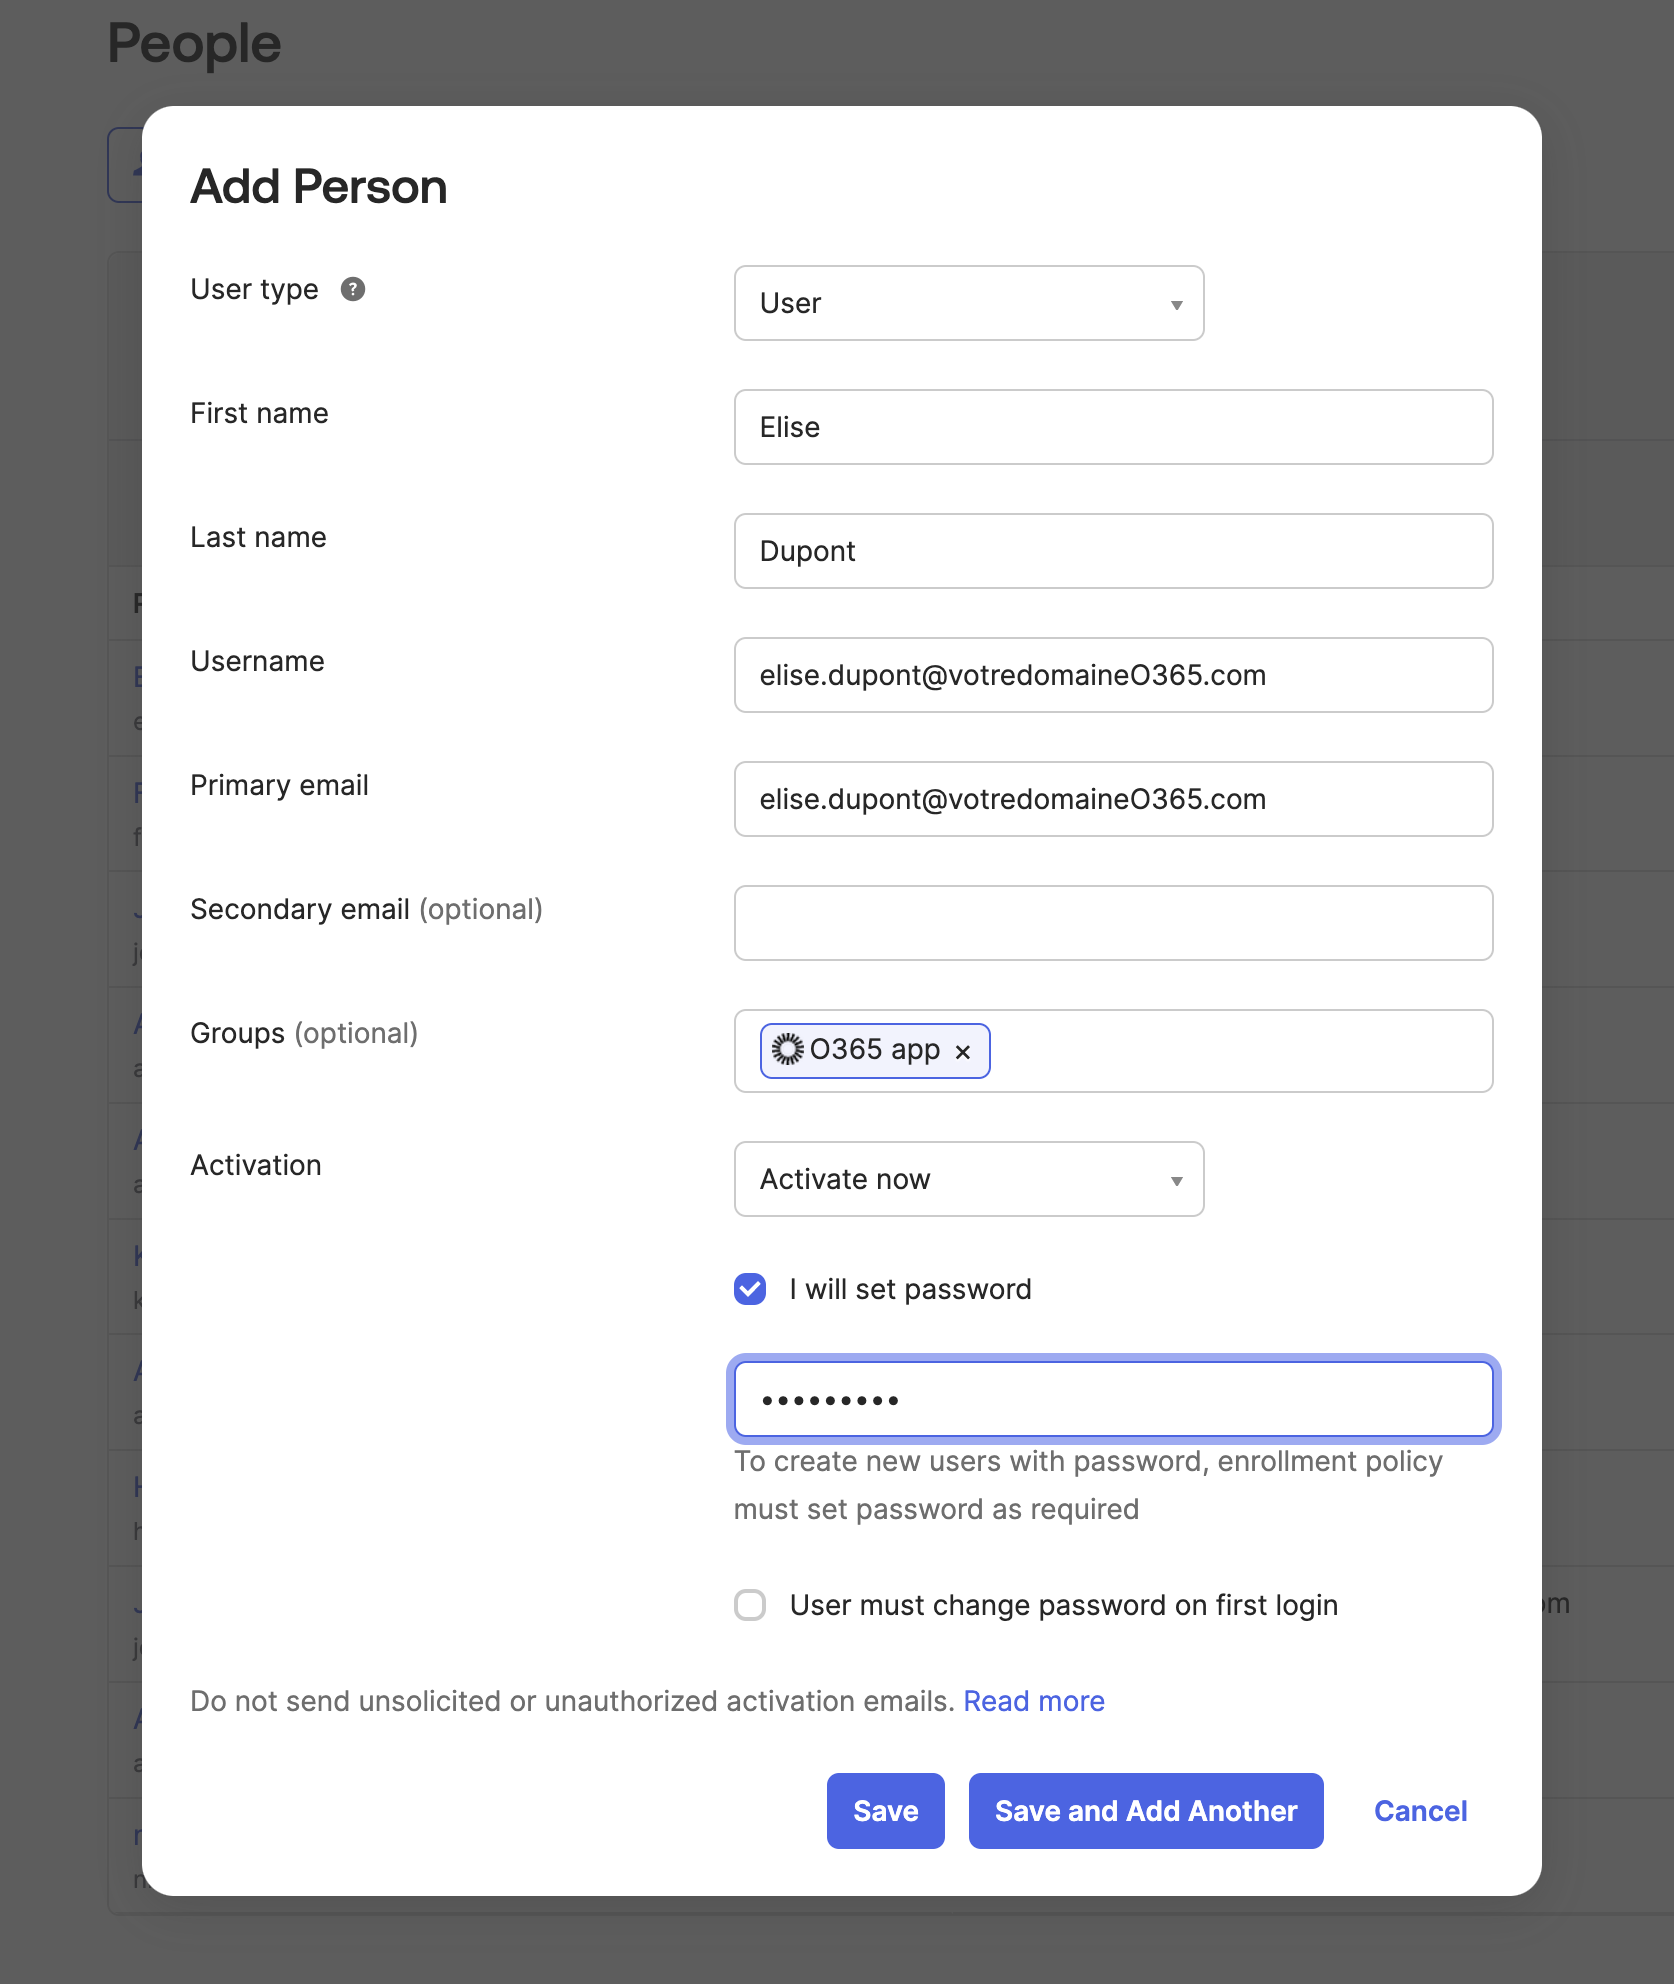 People
Add Person
User type ?
User
First name
Elise
Last name
Dupont
Username
elise.dupont@votredomaineO365.com
Primary email
elise.dupont@votredomaineO365.com
Secondary email (optional)
Groups (optional)
O365 app ×
Activation
Activate now
I will set password
•••••••••
To create new users with password, enrollment policy
must set password as required
User must change password on first login
Do not send unsolicited or unauthorized activation emails. Read more
Save
Save and Add Another
Cancel